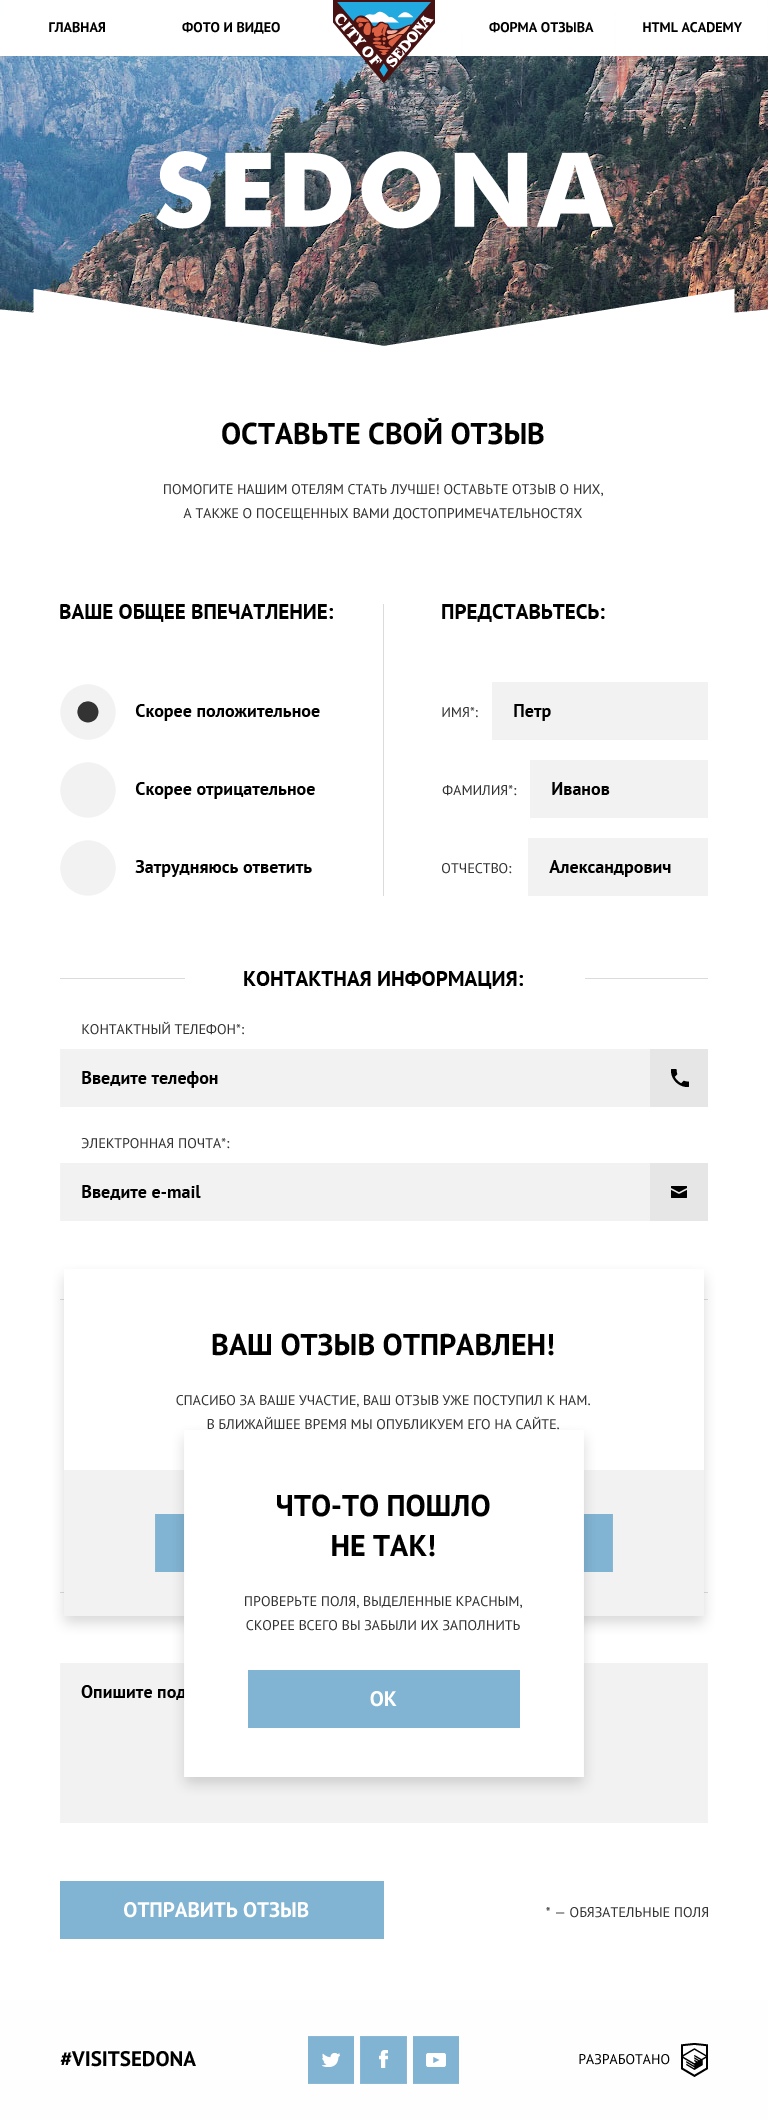 ГЛАВНАЯ
ФОТО И ВИДЕО
CITY OF SEDONA
ФОРМА ОТЗЫВА
HTML ACADEMY
SEDONA
ОСТАВЬТЕ СВОЙ ОТЗЫВ
ПОМОГИТЕ НАШИМ ОТЕЛЯМ СТАТЬ ЛУЧШЕ! ОСТАВЬТЕ ОТЗЫВ О НИХ,
А ТАКЖЕ О ПОСЕЩЕННЫХ ВАМИ ДОСТОПРИМЕЧАТЕЛЬНОСТЯХ
ВАШЕ ОБЩЕЕ ВПЕЧАТЛЕНИЕ:
Скорее положительное
Скорее отрицательное
Затрудняюсь ответить
ПРЕДСТАВЬТЕСЬ:
ИМЯ*:
Петр
ФАМИЛИЯ*:
Иванов
ОТЧЕСТВО:
Александрович
КОНТАКТНАЯ ИНФОРМАЦИЯ:
КОНТАКТНЫЙ ТЕЛЕФОН*:
Введите телефон
ЭЛЕКТРОННАЯ ПОЧТА*:
Введите e-mail
ВАШ ОТЗЫВ ОТПРАВЛЕН!
СПАСИБО ЗА ВАШЕ УЧАСТИЕ, ВАШ ОТЗЫВ УЖЕ ПОСТУПИЛ К НАМ.
В БЛИЖАЙШЕЕ ВРЕМЯ МЫ ОПУБЛИКУЕМ ЕГО НА САЙТЕ.
ЧТО-ТО ПОШЛО
НЕ ТАК!
ПРОВЕРЬТЕ ПОЛЯ, ВЫДЕЛЕННЫЕ КРАСНЫМ,
СКОРЕЕ ВСЕГО ВЫ ЗАБЫЛИ ИХ ЗАПОЛНИТЬ
ОК
Опишите под
ОТПРАВИТЬ ОТЗЫВ
* — ОБЯЗАТЕЛЬНЫЕ ПОЛЯ
#VISITSEDONA
РАЗРАБОТАНО